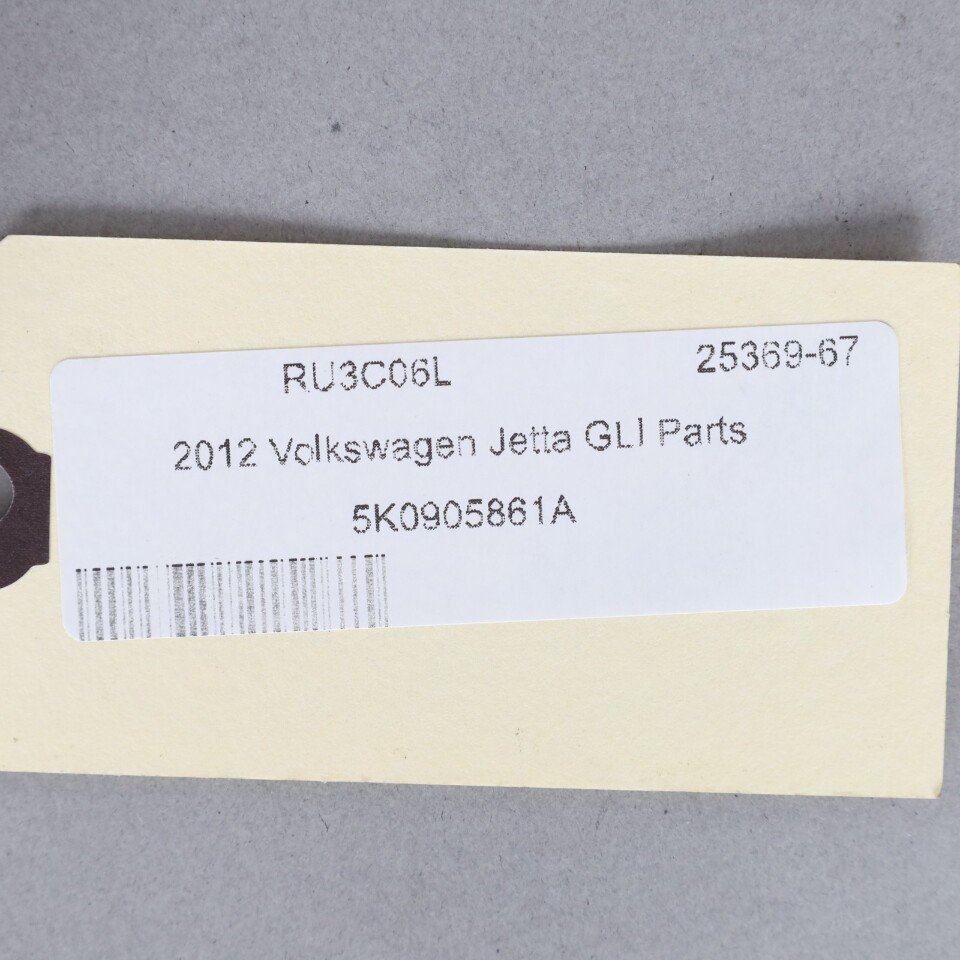 RU3C06L 25369-67
2012 Volkswagen Jetta GLI Parts
5K0905861A